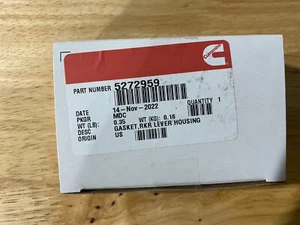 Cummins
PART NUMBER 5272959
DATE 14-Nov-2022 QUANTITY 1
PKGR MDC
WT (LB): 0.35 WT (KG): 0.16
DESC GASKET,RKR LEVER HOUSING
ORIGIN US